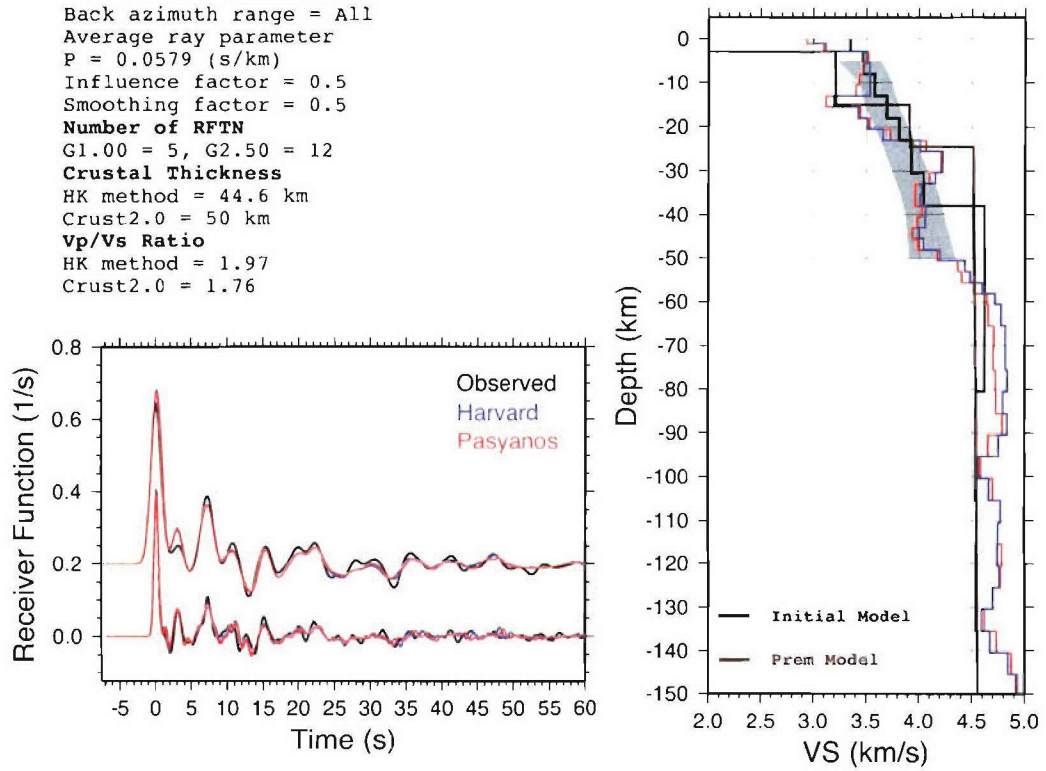 Back azimuth range = All
Average ray parameter
P = 0.0579 (s/km)
Influence factor = 0.5
Smoothing factor = 0.5
Number of RFTN
G1.00 = 5, G2.50 = 12
Crustal Thickness
HK method = 44.6 km
Crust2.0 = 50 km
Vp/Vs Ratio
HK method = 1.97
Crust2.0 = 1.76
Receiver Function (1/s)
0.8
0.6
0.4
0.2
0.0
Observed
Harvard
Pasyanos
-5 0 5 10 15 20 25 30 35 40 45 50 55 60
Time (s)
Depth (km)
0
-10
-20
-30
-40
-50
-60
-70
-80
-90
-100
-110
-120
-130
-140
-150
Initial Model
Prem Model
2.0 2.5 3.0 3.5 4.0 4.5 5.0
VS (km/s)